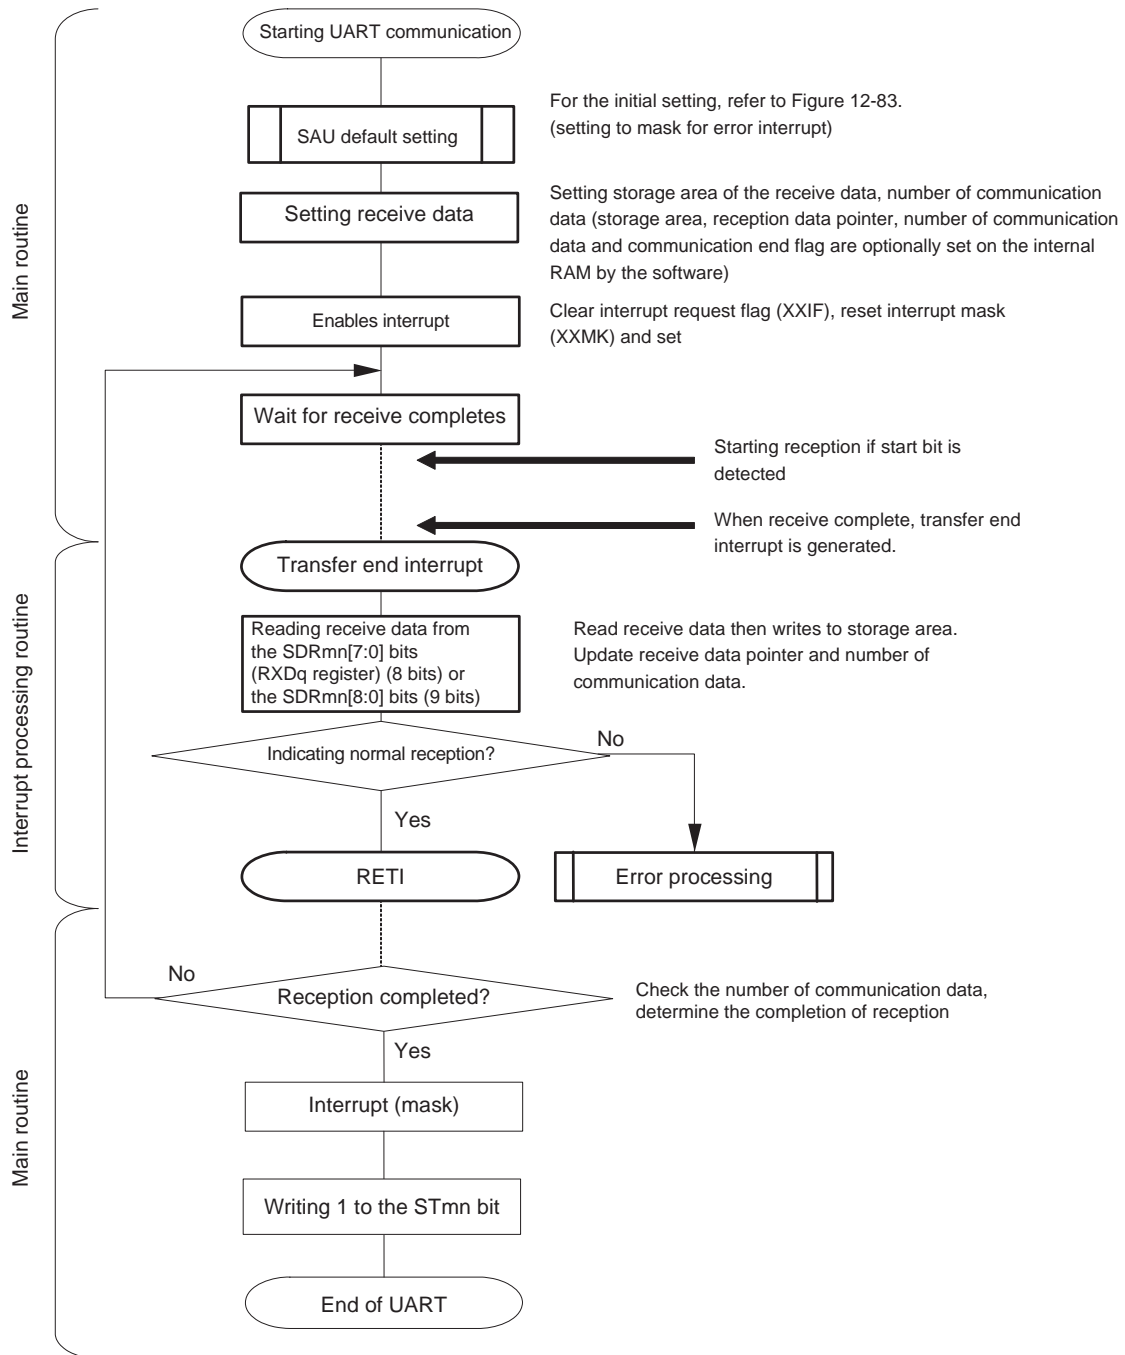 Starting UART communication
For the initial setting, refer to Figure 12-83.
(setting to mask for error interrupt)
SAU default setting
Setting storage area of the receive data, number of communication
data (storage area, reception data pointer, number of communication
data and communication end flag are optionally set on the internal
RAM by the software)
Setting receive data
Main routine
Enables interrupt
Clear interrupt request flag (XXIF), reset interrupt mask
(XXMK) and set
Wait for receive completes
Starting reception if start bit is
detected
When receive complete, transfer end
interrupt is generated.
Transfer end interrupt
Interrupt processing routine
Reading receive data from
the SDRmn[7:0] bits
(RXDq register) (8 bits) or
the SDRmn[8:0] bits (9 bits)
Read receive data then writes to storage area.
Update receive data pointer and number of
communication data.
Indicating normal reception?
No
Yes
RETI
Error processing
No
Reception completed?
Check the number of communication data,
determine the completion of reception
Yes
Main routine
Interrupt (mask)
Writing 1 to the STmn bit
End of UART